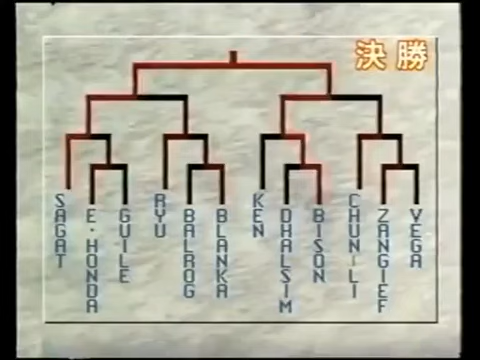 決勝
SAGAT
E・HONDA
GUILE
RYU
BALROG
BLANKA
KEN
DHALSIM
BISON
CHUN・LI
ZANGIEF
VEGA